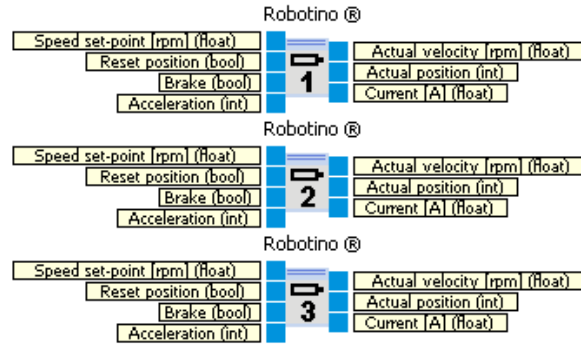 Robotino ®
Speed set-point [rpm] (float)
Reset position (bool)
Brake (bool)
Acceleration (int)
1
Actual velocity [rpm] (float)
Actual position (int)
Current [A] (float)
Robotino ®
Speed set-point [rpm] (float)
Reset position (bool)
Brake (bool)
Acceleration (int)
2
Actual velocity [rpm] (float)
Actual position (int)
Current [A] (float)
Robotino ®
Speed set-point [rpm] (float)
Reset position (bool)
Brake (bool)
Acceleration (int)
3
Actual velocity [rpm] (float)
Actual position (int)
Current [A] (float)